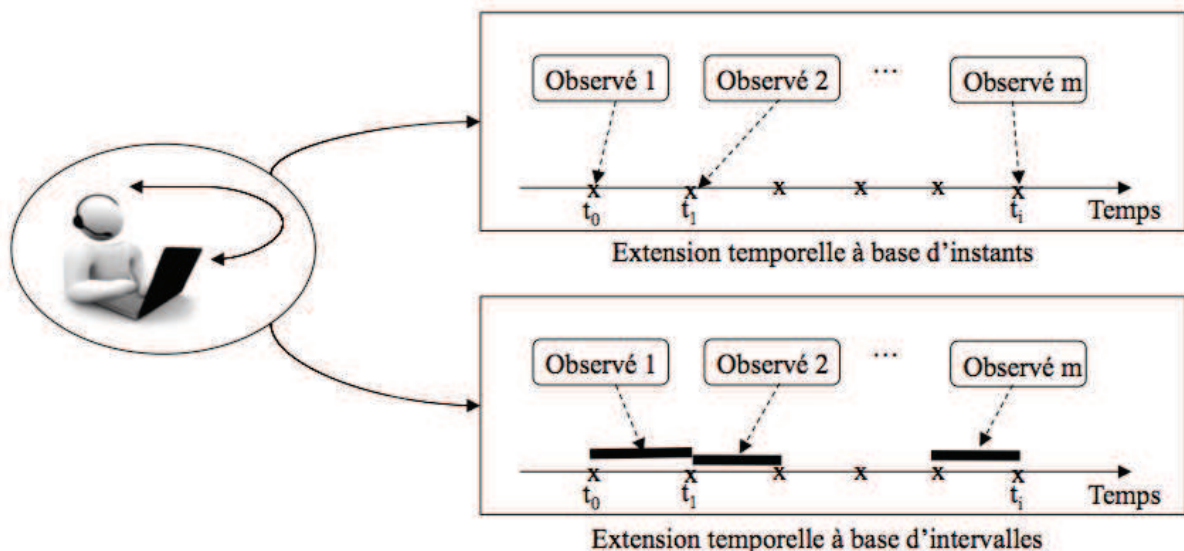 Observé 1 Observé 2 ... Observé m
x x x x x x
t0 t1 ti Temps
Extension temporelle à base d’instants
Observé 1 Observé 2 ... Observé m
x x x x x x
t0 t1 ti Temps
Extension temporelle à base d’intervalles